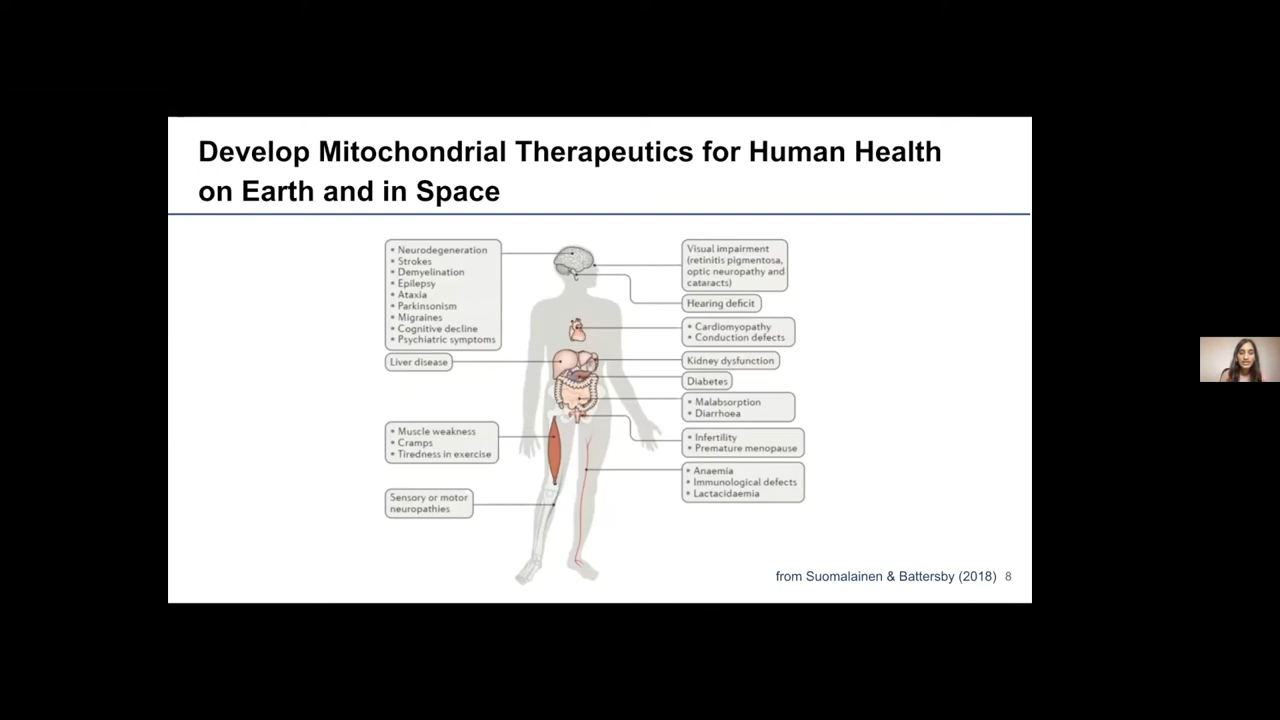 Develop Mitochondrial Therapeutics for Human Health
on Earth and in Space
• Neurodegeneration
• Strokes
• Demyelination
• Epilepsy
• Ataxia
• Parkinsonism
• Migraines
• Cognitive decline
• Psychiatric symptoms
Liver disease
• Muscle weakness
• Cramps
• Tiredness in exercise
Sensory or motor
neuropathies
Visual impairment
(retinitis pigmentosa,
optic neuropathy and
cataracts)
Hearing deficit
• Cardiomyopathy
• Conduction defects
Kidney dysfunction
Diabetes
• Malabsorption
• Diarrhoea
• Infertility
• Premature menopause
• Anaemia
• Immunological defects
• Lactacidaemia
from Suomalainen & Battersby (2018) 8